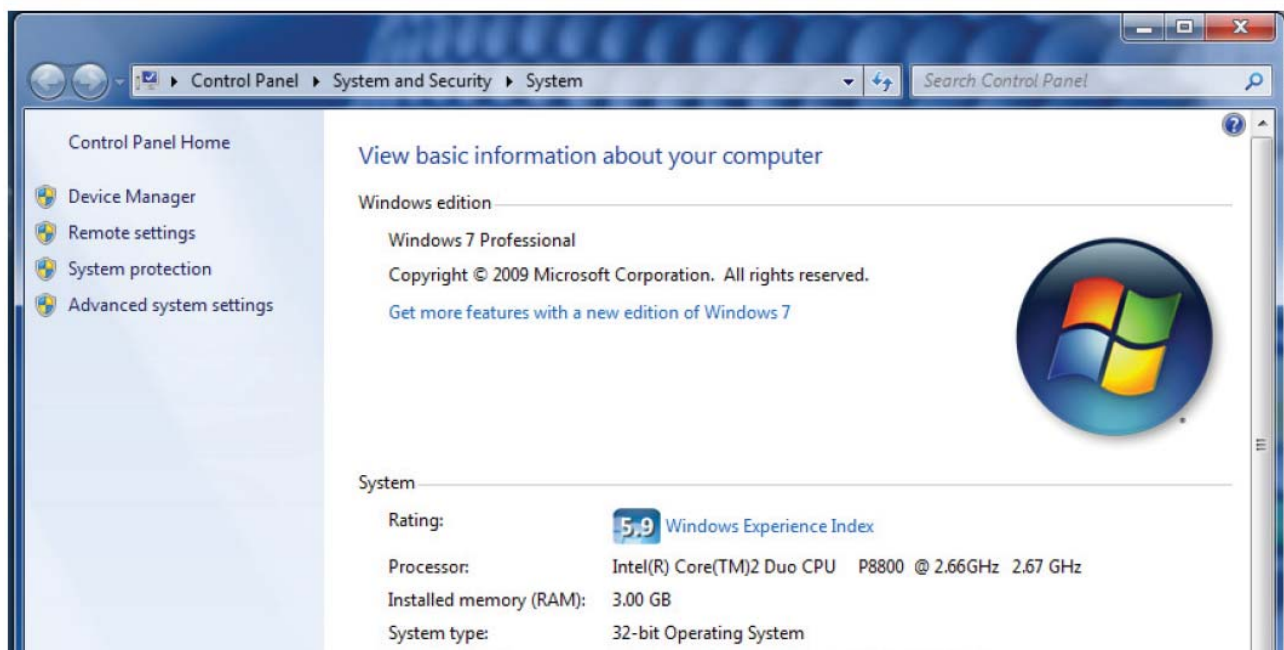 Control Panel System and Security System
Search Control Panel
Control Panel Home
Device Manager
Remote settings
System protection
Advanced system settings
View basic information about your computer
Windows edition
Windows 7 Professional
Copyright © 2009 Microsoft Corporation. All rights reserved.
Get more features with a new edition of Windows 7
System
Rating: 5.9 Windows Experience Index
Processor: Intel(R) Core(TM)2 Duo CPU P8800 @ 2.66GHz 2.67 GHz
Installed memory (RAM): 3.00 GB
System type: 32-bit Operating System